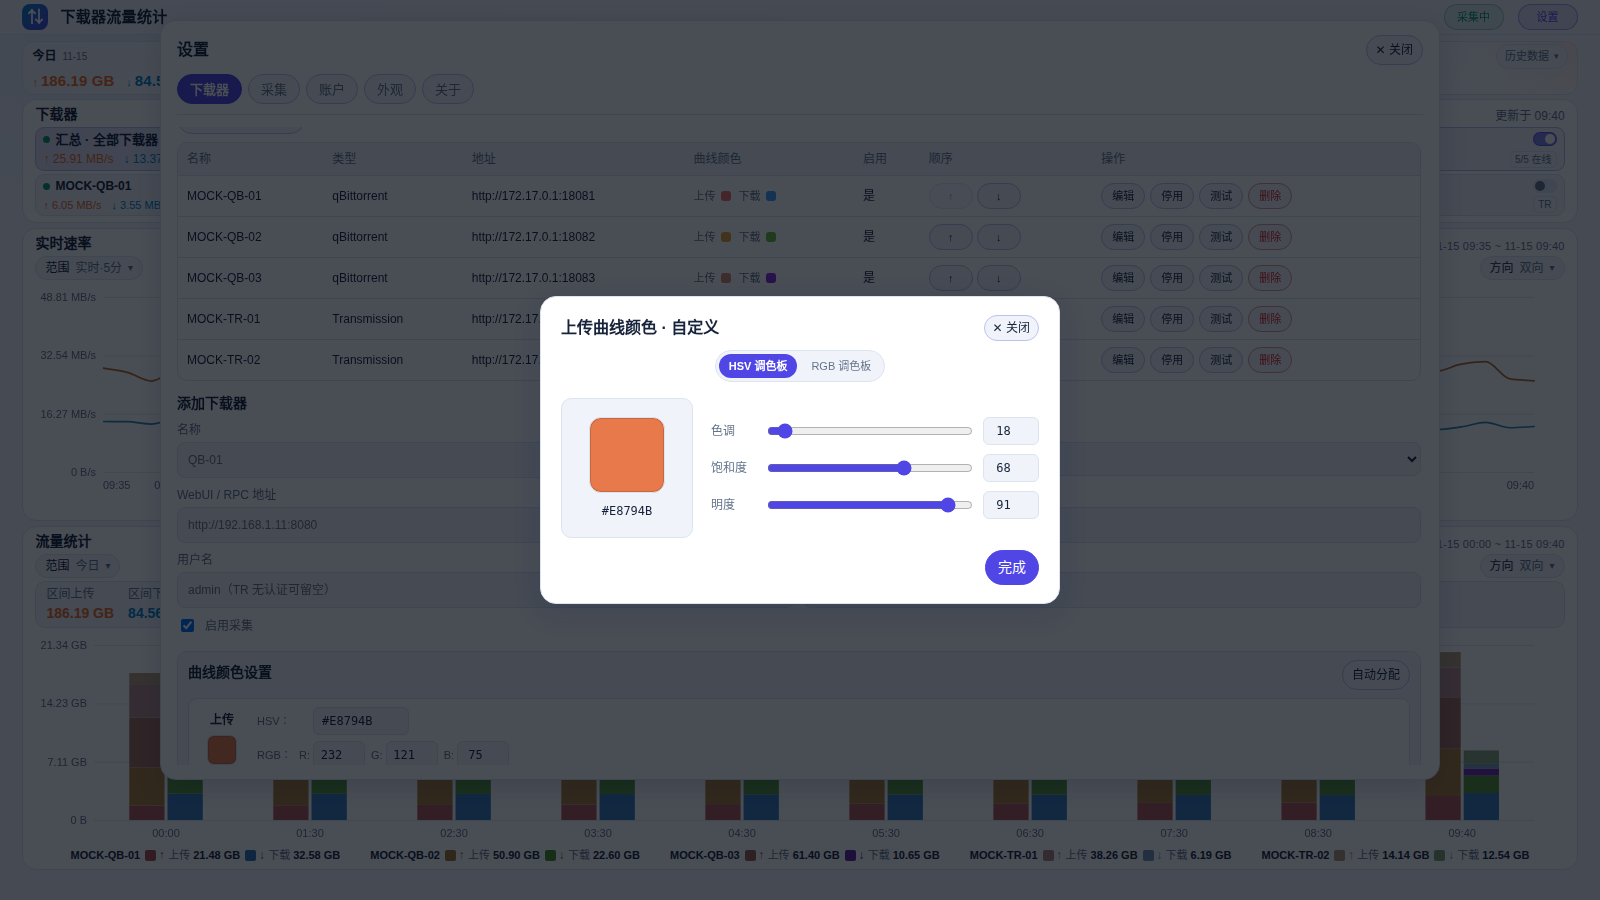 下载器流量统计
采集中
设置
今日 11-15
历史数据 ▾
↑ 186.19 GB ↓ 84.5
下载器
更新于 09:40
汇总 · 全部下载器
↑ 25.91 MB/s ↓ 13.37
5/5 在线
MOCK-QB-01
↑ 6.05 MB/s ↓ 3.55 MB
TR
实时速率
1-15 09:35 ~ 11-15 09:40
范围 实时·5分 ▾
方向 双向 ▾
48.81 MB/s
32.54 MB/s
16.27 MB/s
0 B/s
09:35 0
09:40
流量统计
1-15 00:00 ~ 11-15 09:40
范围 今日 ▾
方向 双向 ▾
区间上传 区间下
186.19 GB 84.56
21.34 GB
14.23 GB
7.11 GB
0 B
00:00 01:30 02:30 03:30 04:30 05:30 06:30 07:30 08:30 09:40
MOCK-QB-01 ↑ 上传 21.48 GB ↓ 下载 32.58 GB MOCK-QB-02 ↑ 上传 50.90 GB ↓ 下载 22.60 GB MOCK-QB-03 ↑ 上传 61.40 GB ↓ 下载 10.65 GB MOCK-TR-01 ↑ 上传 38.26 GB ↓ 下载 6.19 GB MOCK-TR-02 ↑ 上传 14.14 GB ↓ 下载 12.54 GB
设置
✕ 关闭
下载器 采集 账户 外观 关于
名称 类型 地址 曲线颜色 启用 顺序 操作
MOCK-QB-01 qBittorrent http://172.17.0.1:18081 上传 下载 是 ↑ ↓ 编辑 停用 测试 删除
MOCK-QB-02 qBittorrent http://172.17.0.1:18082 上传 下载 是 ↑ ↓ 编辑 停用 测试 删除
MOCK-QB-03 qBittorrent http://172.17.0.1:18083 上传 下载 是 ↑ ↓ 编辑 停用 测试 删除
MOCK-TR-01 Transmission http://172.17. 编辑 停用 测试 删除
MOCK-TR-02 Transmission http://172.17. 编辑 停用 测试 删除
添加下载器
名称
QB-01
WebUI / RPC 地址
http://192.168.1.11:8080
用户名
admin（TR 无认证可留空）
启用采集
曲线颜色设置
自动分配
上传 HSV： #E8794B
RGB： R: 232 G: 121 B: 75
上传曲线颜色 · 自定义
✕ 关闭
HSV 调色板 RGB 调色板
色调 18
饱和度 68
明度 91
#E8794B
完成